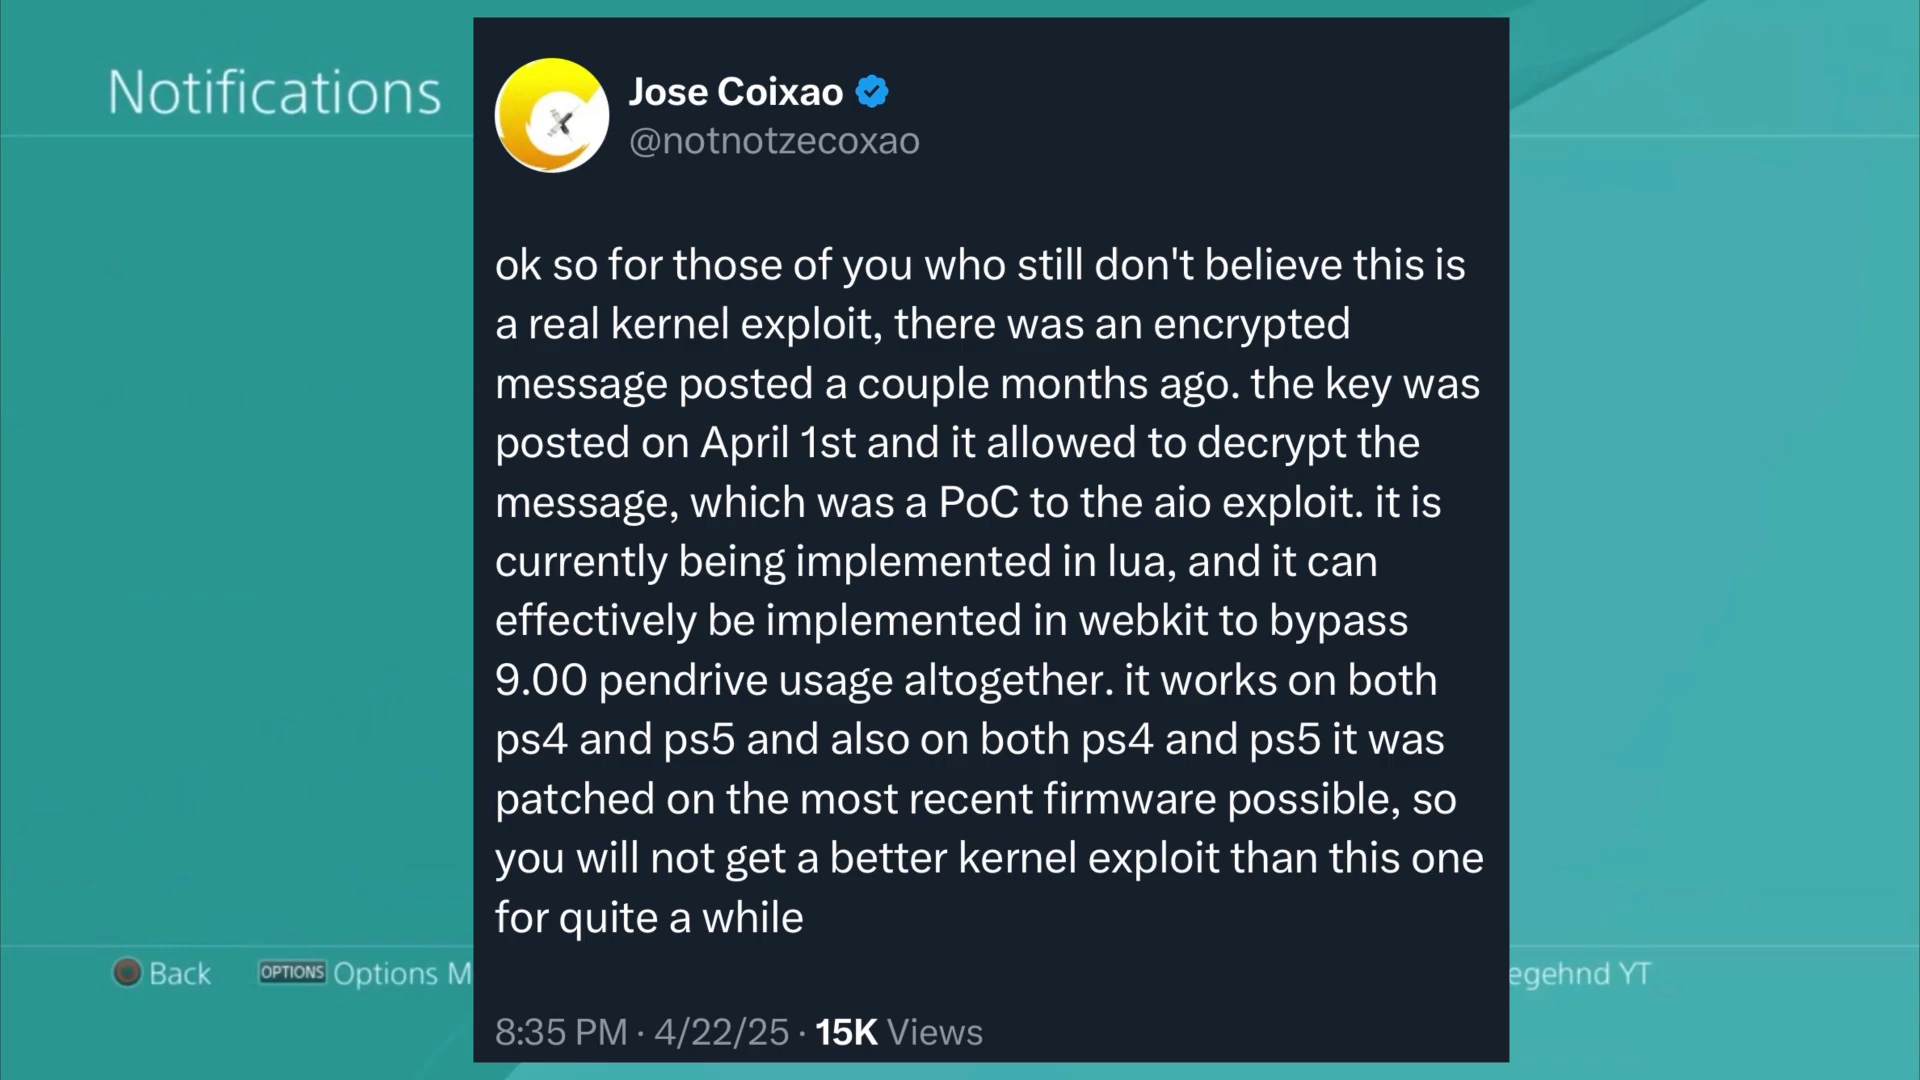 Notifications
Jose Coixao
@notnotzecoxao
ok so for those of you who still don't believe this is
a real kernel exploit, there was an encrypted
message posted a couple months ago. the key was
posted on April 1st and it allowed to decrypt the
message, which was a PoC to the aio exploit. it is
currently being implemented in lua, and it can
effectively be implemented in webkit to bypass
9.00 pendrive usage altogether. it works on both
ps4 and ps5 and also on both ps4 and ps5 it was
patched on the most recent firmware possible, so
you will not get a better kernel exploit than this one
for quite a while
Back OPTIONS Options M egehnd YT
8:35 PM · 4/22/25 · 15K Views